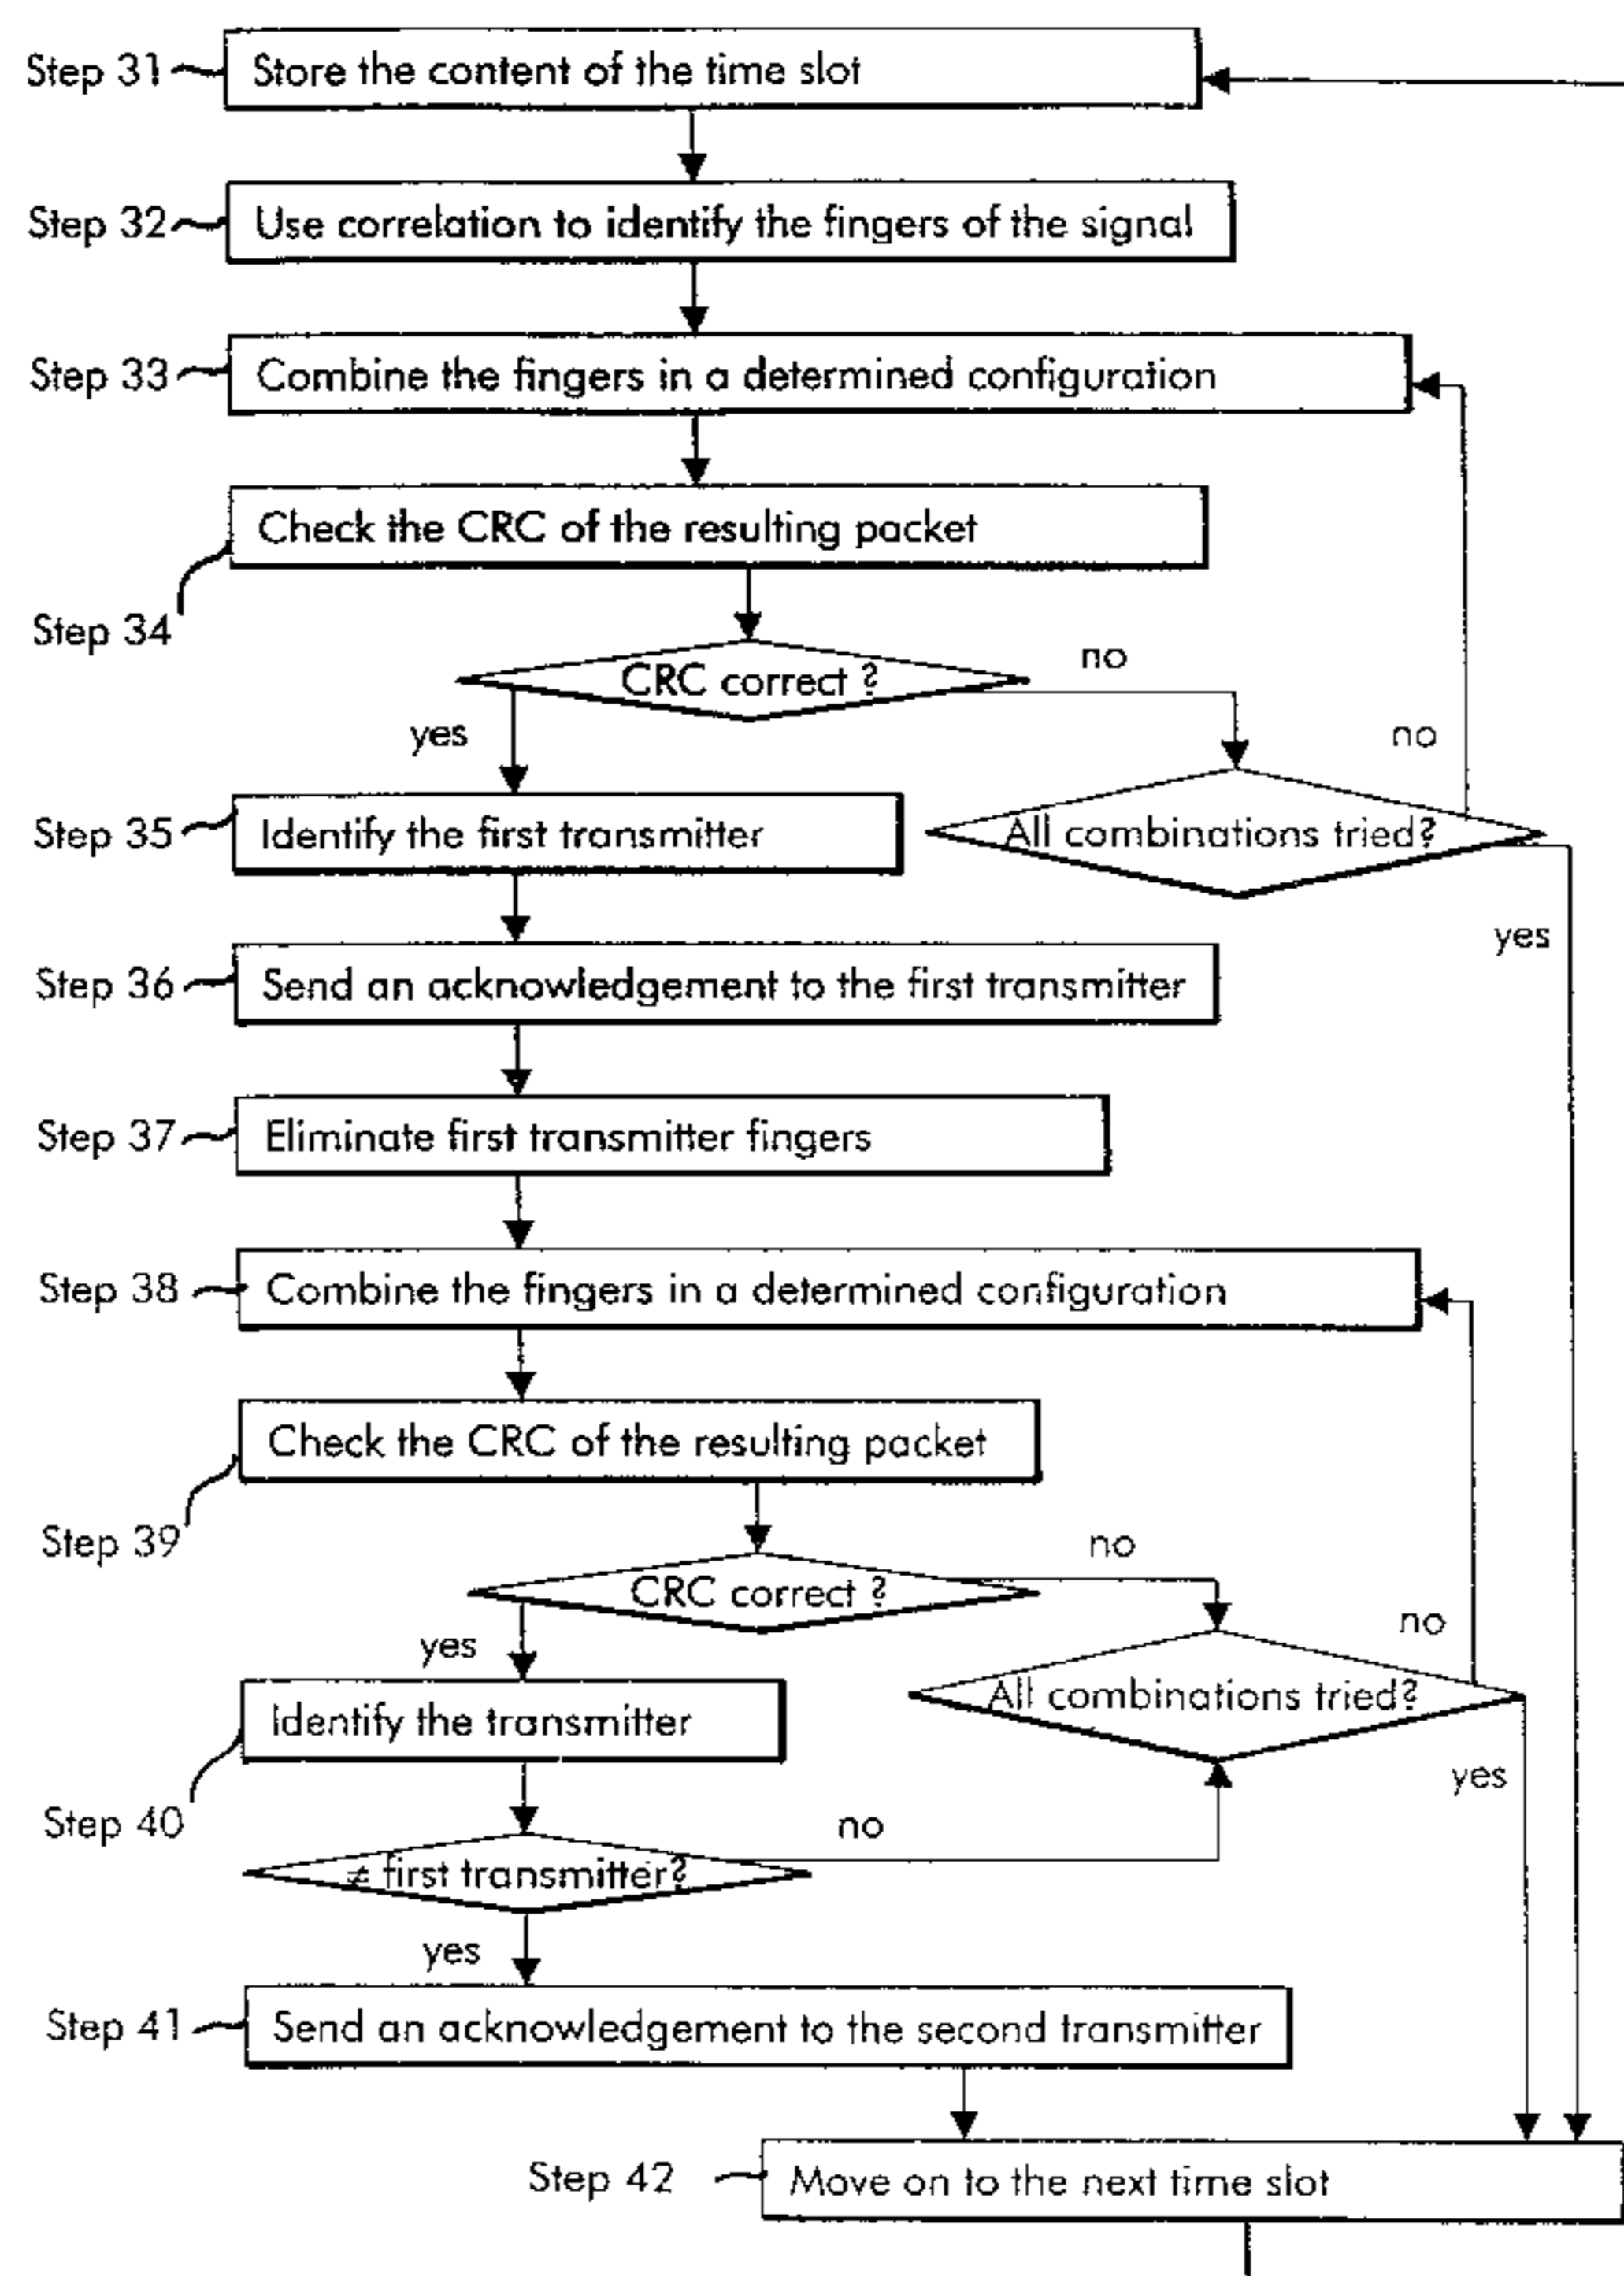 Step 31 Store the content of the time slot
Step 32 Use correlation to identify the fingers of the signal
Step 33 Combine the fingers in a determined configuration
Check the CRC of the resulting packet
Step 34
CRC correct ?
no
yes
no
Step 35 Identify the first transmitter
All combinations tried?
yes
Step 36 Send an acknowledgement to the first transmitter
Step 37 Eliminate first transmitter fingers
Step 38 Combine the fingers in a determined configuration
Check the CRC of the resulting packet
Step 39
no
CRC correct ?
no
yes
All combinations tried?
Identify the transmitter
yes
Step 40
no
≠ first transmitter?
yes
Step 41 Send an acknowledgement to the second transmitter
Step 42 Move on to the next time slot